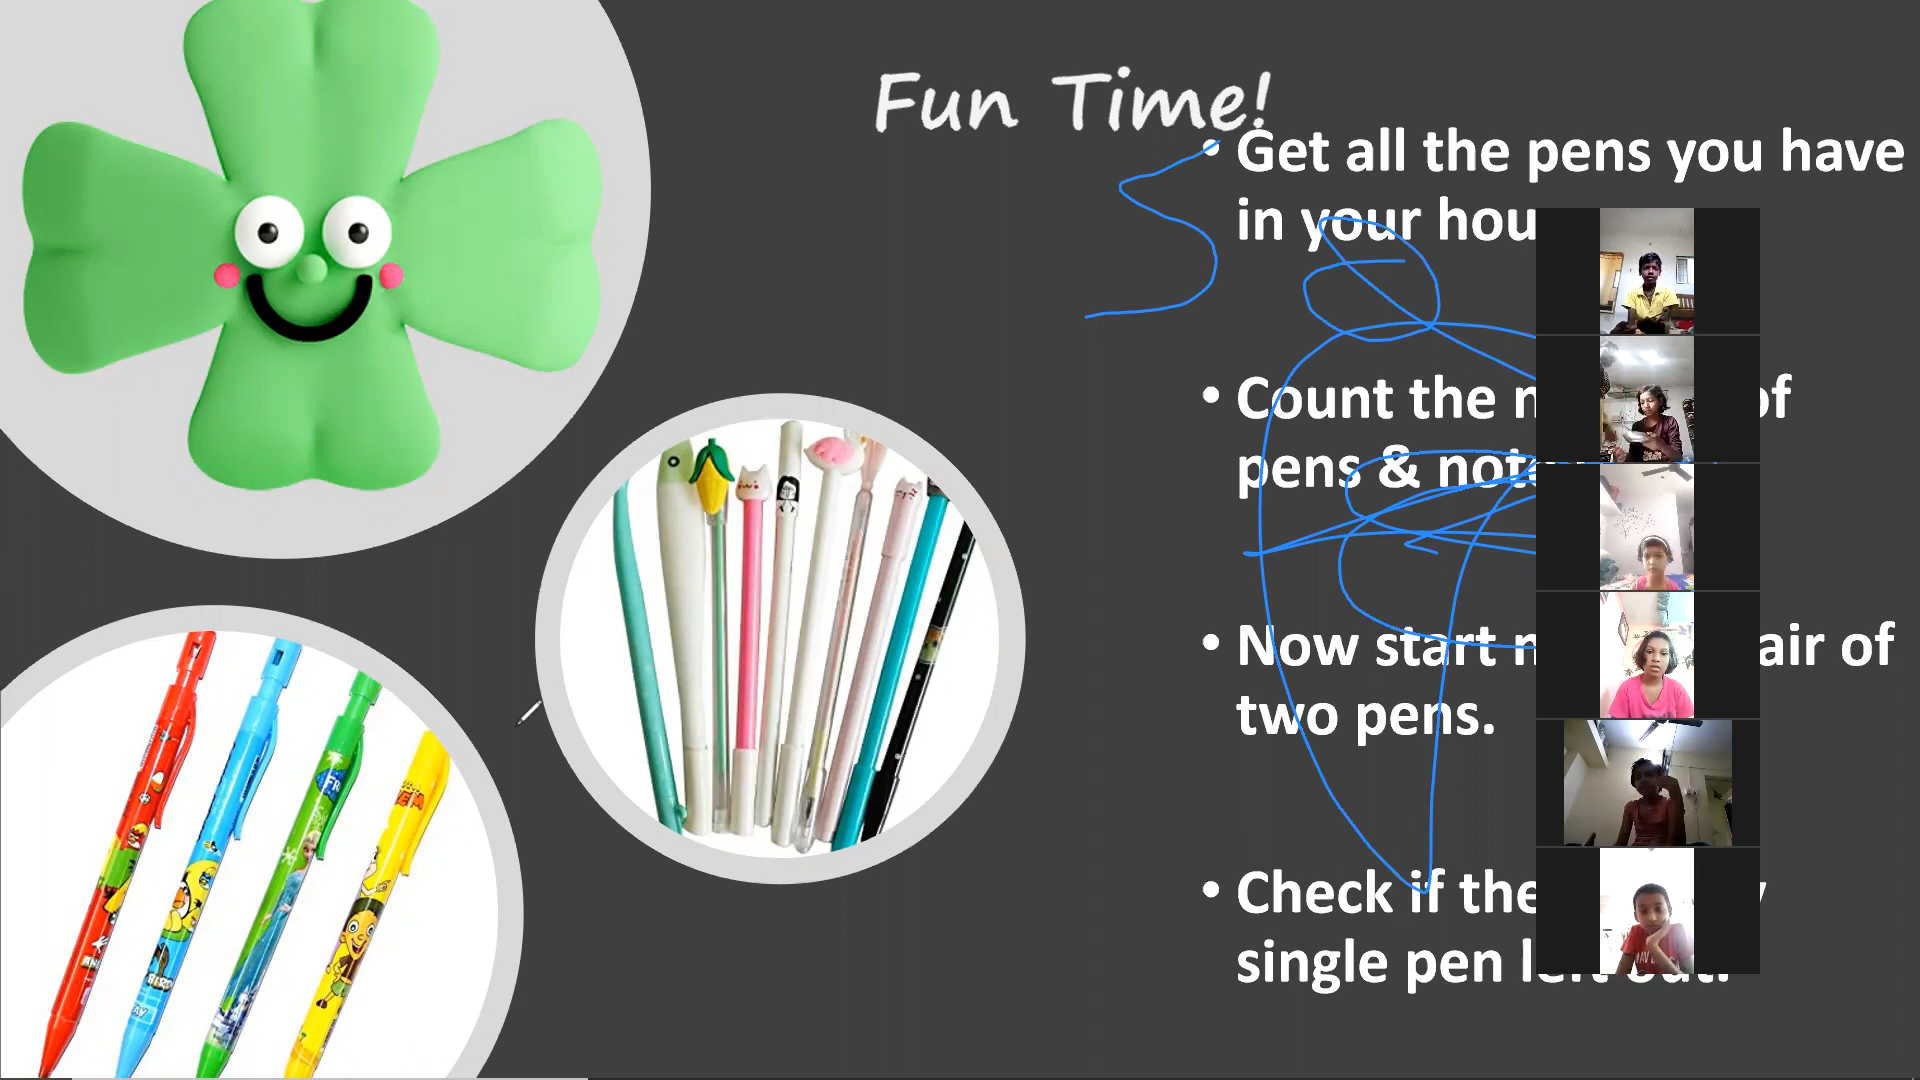 Fun Time!
• Get all the pens you have
in your hou
• Count the n of
pens & not
• Now start air of
two pens.
• Check if the
single pen left out.